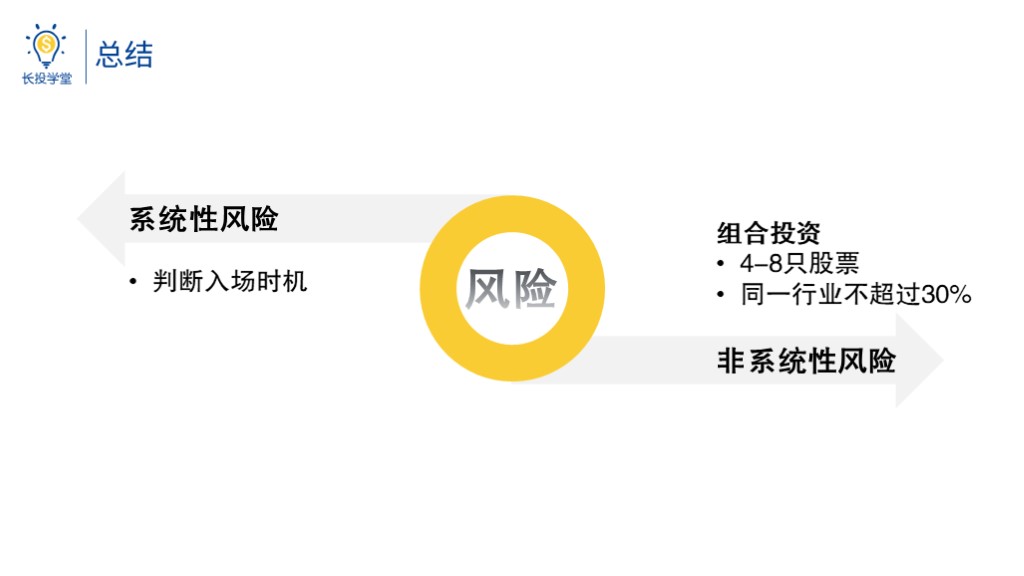 长投学堂
总结
系统性风险
• 判断入场时机
风险
组合投资
• 4–8只股票
• 同一行业不超过30%
非系统性风险